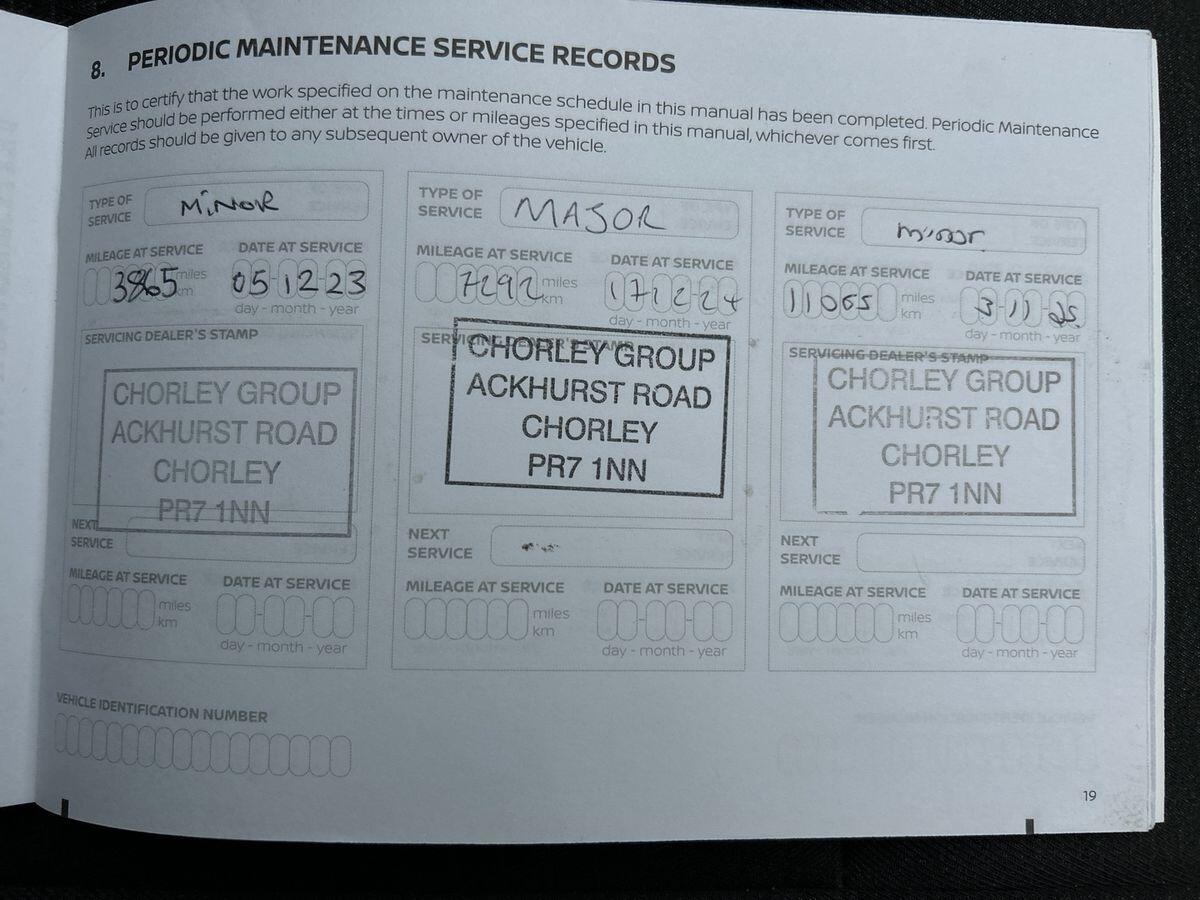 8. PERIODIC MAINTENANCE SERVICE RECORDS
This is to certify that the work specified on the maintenance schedule in this manual has been completed. Periodic Maintenance
Service should be performed either at the times or mileages specified in this manual, whichever comes first.
All records should be given to any subsequent owner of the vehicle.
TYPE OF
SERVICE
MINOR
MILEAGE AT SERVICE
DATE AT SERVICE
3865 miles
km
05-12-23
day - month - year
SERVICING DEALER'S STAMP
CHORLEY GROUP
ACKHURST ROAD
CHORLEY
PR7 1NN
NEXT
SERVICE
MILEAGE AT SERVICE
DATE AT SERVICE
miles
km
day - month - year
TYPE OF
SERVICE
MAJOR
MILEAGE AT SERVICE
DATE AT SERVICE
7292 miles
km
17 12-24
day - month - year
SERVICING DEALER'S STAMP
CHORLEY GROUP
ACKHURST ROAD
CHORLEY
PR7 1NN
NEXT
SERVICE
MILEAGE AT SERVICE
DATE AT SERVICE
miles
km
day - month - year
TYPE OF
SERVICE
minor
MILEAGE AT SERVICE
DATE AT SERVICE
11065 miles
km
3-11-25
day - month - year
SERVICING DEALER'S STAMP
CHORLEY GROUP
ACKHURST ROAD
CHORLEY
PR7 1NN
NEXT
SERVICE
MILEAGE AT SERVICE
DATE AT SERVICE
miles
km
day - month - year
VEHICLE IDENTIFICATION NUMBER
19